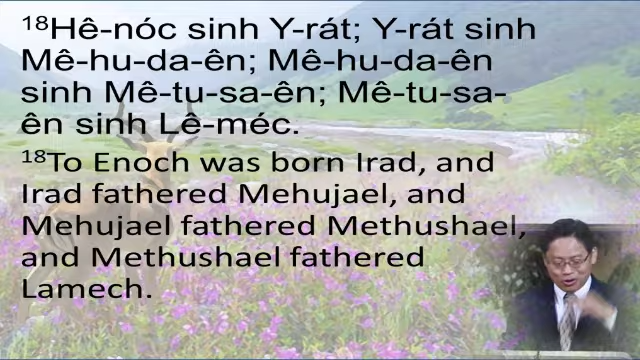 18Hê-nóc sinh Y-rát; Y-rát sinh
Mê-hu-da-ên; Mê-hu-da-ên
sinh Mê-tu-sa-ên; Mê-tu-sa-
ên sinh Lê-méc.
18To Enoch was born Irad, and
Irad fathered Mehujael, and
Mehujael fathered Methushael,
and Methushael fathered
Lamech.